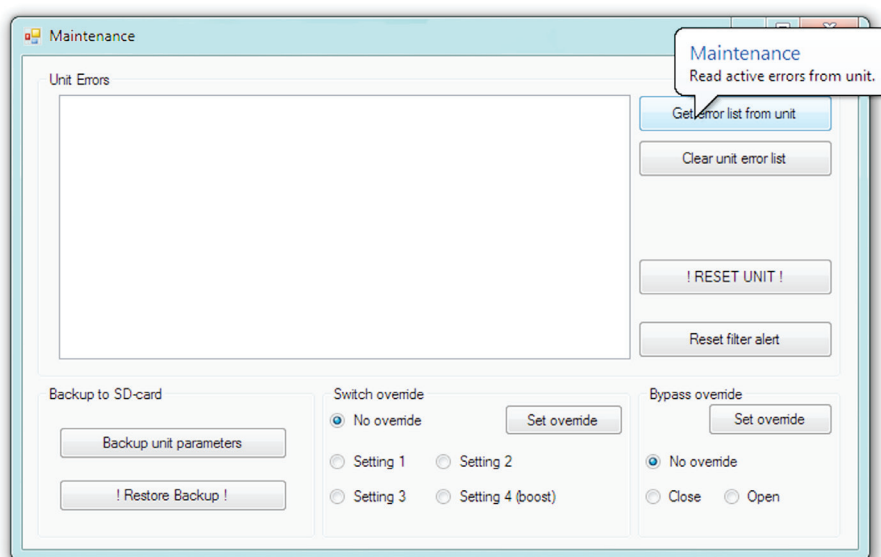 Maintenance
Maintenance
Read active errors from unit.
Unit Errors
Get error list from unit
Clear unit error list
! RESET UNIT !
Reset filter alert
Backup to SD-card
Backup unit parameters
! Restore Backup !
Switch override
No override
Set override
Setting 1
Setting 2
Setting 3
Setting 4 (boost)
Bypass override
Set override
No override
Close
Open